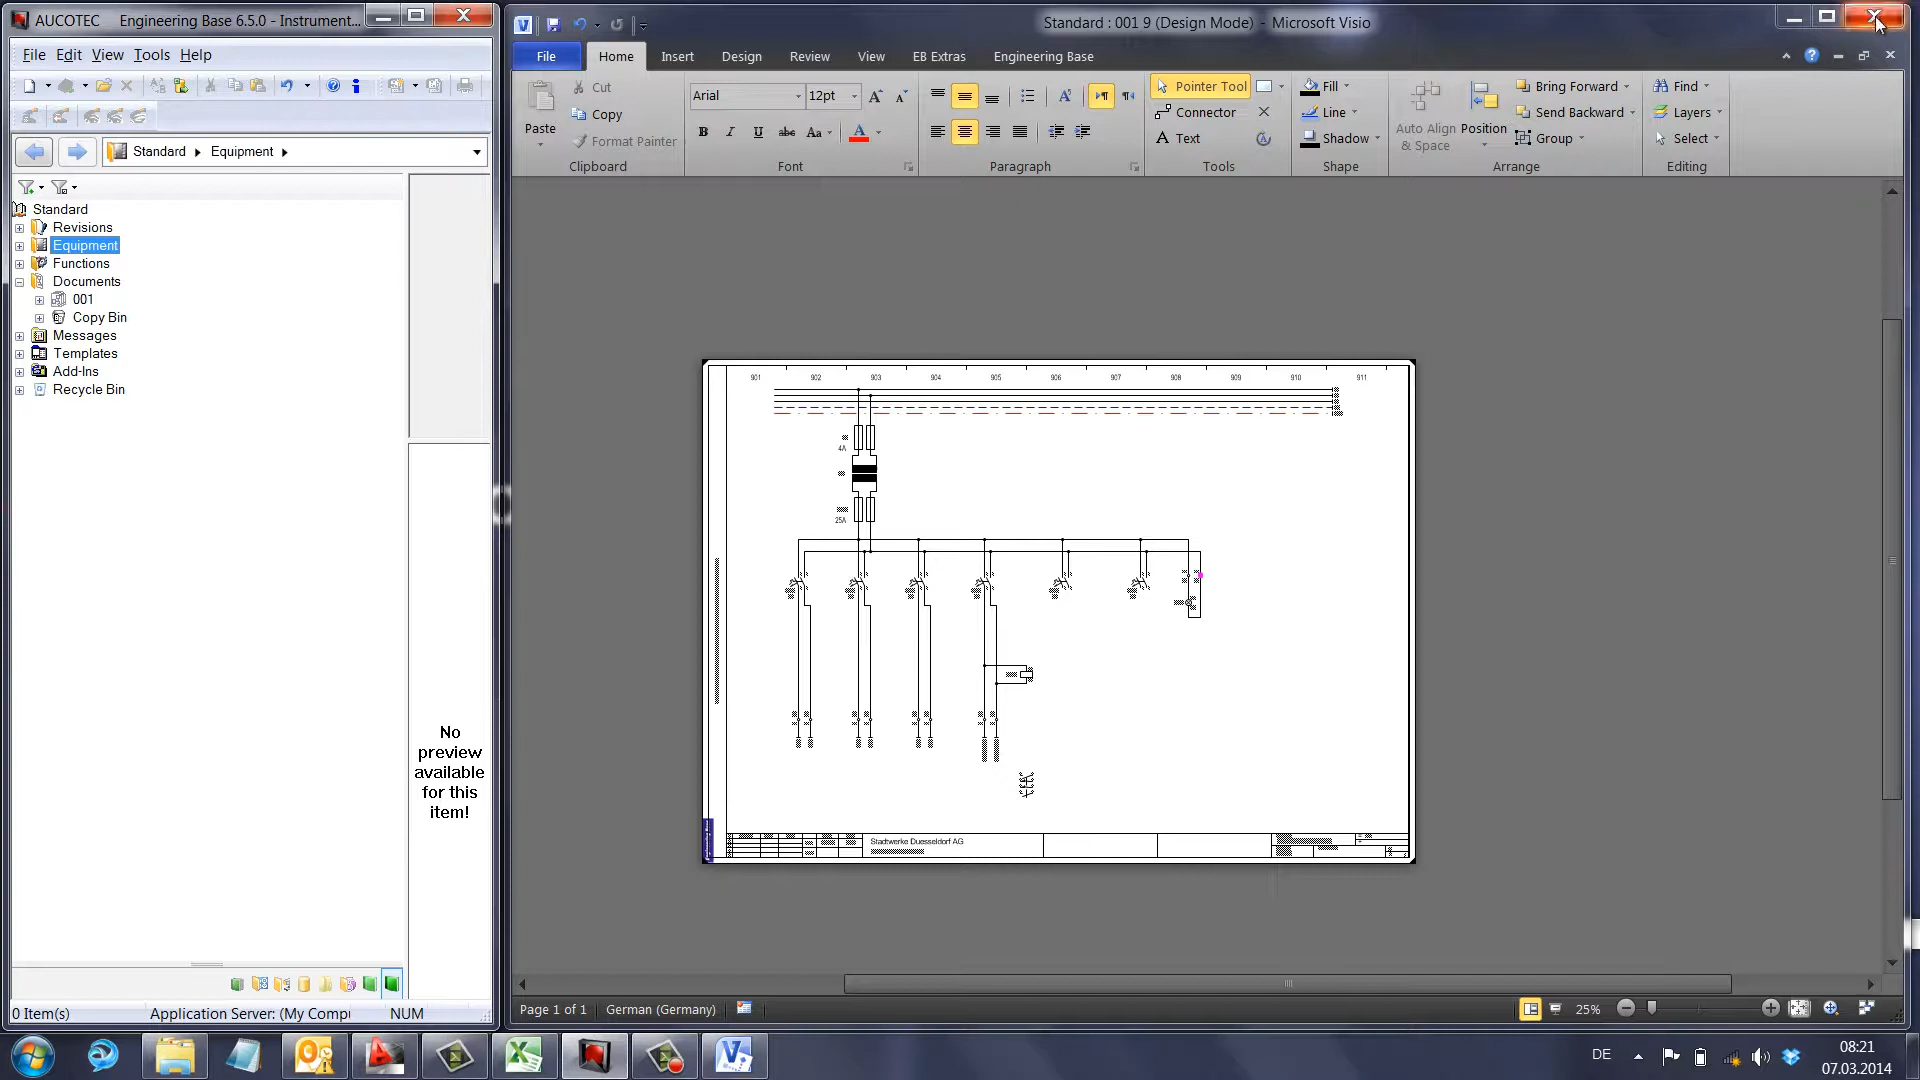 AUCOTEC Engineering Base 6.5.0 - Instrument...
File Edit View Tools Help
Standard Equipment
Standard
Revisions
Equipment
Functions
Documents
001
Copy Bin
Messages
Templates
Add-Ins
Recycle Bin
No
preview
available
for this
item!
0 Item(s) Application Server: (My Compu NUM
Standard : 001 9 (Design Mode) - Microsoft Visio
File Home Insert Design Review View EB Extras Engineering Base
Paste
Cut
Copy
Format Painter
Clipboard
Arial 12pt
Font
Paragraph
Pointer Tool
Connector
Text
Tools
Fill
Line
Shadow
Shape
Auto Align
& Space
Position
Bring Forward
Send Backward
Group
Arrange
Find
Layers
Select
Editing
901 902 903 904 905 906 907 908 909 910 911
4A
25A
Stadtwerke Duesseldorf AG
Page 1 of 1 German (Germany) 25%
DE
08:21
07.03.2014